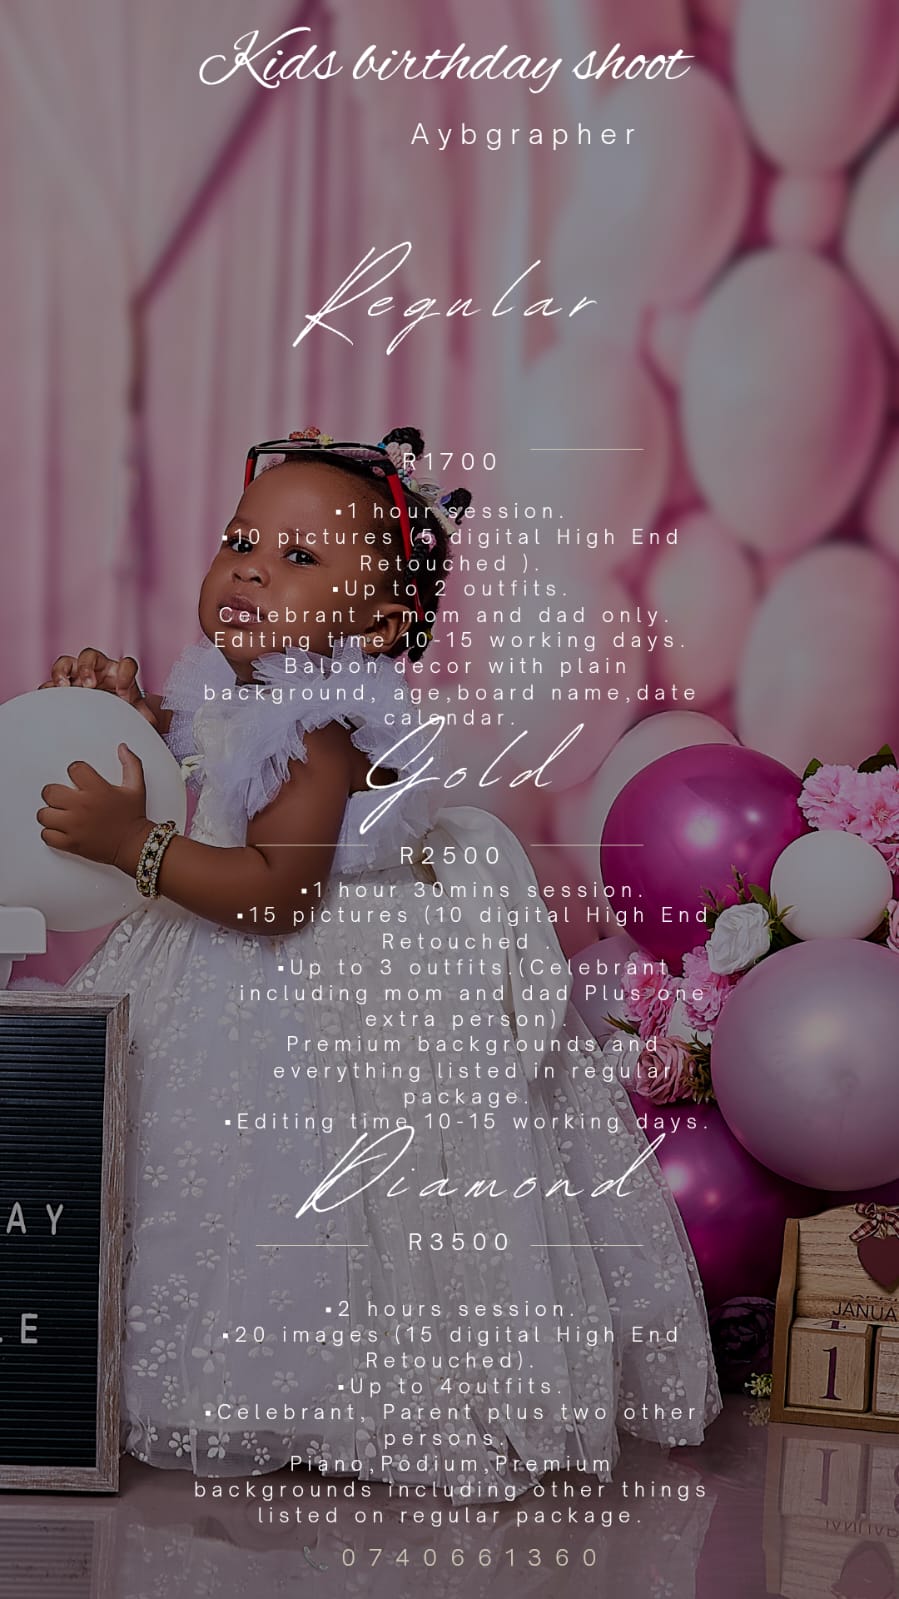 Kids birthday shoot
Aybgrapher
Regular
R1700
▪1 hour session.
▪10 pictures (5 digital High End
Retouched ).
▪Up to 2 outfits.
Celebrant + mom and dad only.
Editing time 10-15 working days.
Baloon decor with plain
background, age,board name,date
calendar.
Gold
R2500
▪1 hour 30mins session.
▪15 pictures (10 digital High End
Retouched .
▪Up to 3 outfits.(Celebrant
including mom and dad Plus one
extra person).
Premium backgrounds and
everything listed in regular
package.
▪Editing time 10-15 working days.
Diamond
R3500
▪2 hours session.
▪20 images (15 digital High End
Retouched).
▪Up to 4outfits.
▪Celebrant, Parent plus two other
persons.
Piano,Podium,Premium
backgrounds including other things
listed on regular package.
0740661360
AY
LE
JANUA
1